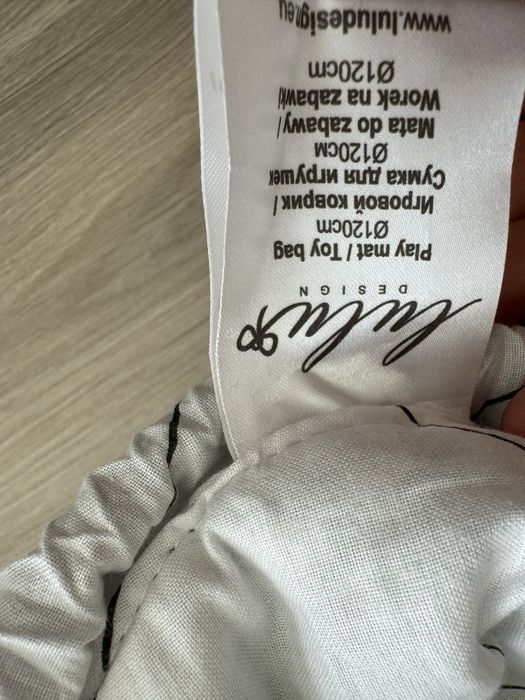 lulu
DESIGN
Play mat / Toy bag
Ø120cm
Игровой коврик /
Сумка для игрушек
Ø120см
Mata do zabawy /
Worek na zabawki
Ø120cm
www.luludesign.eu